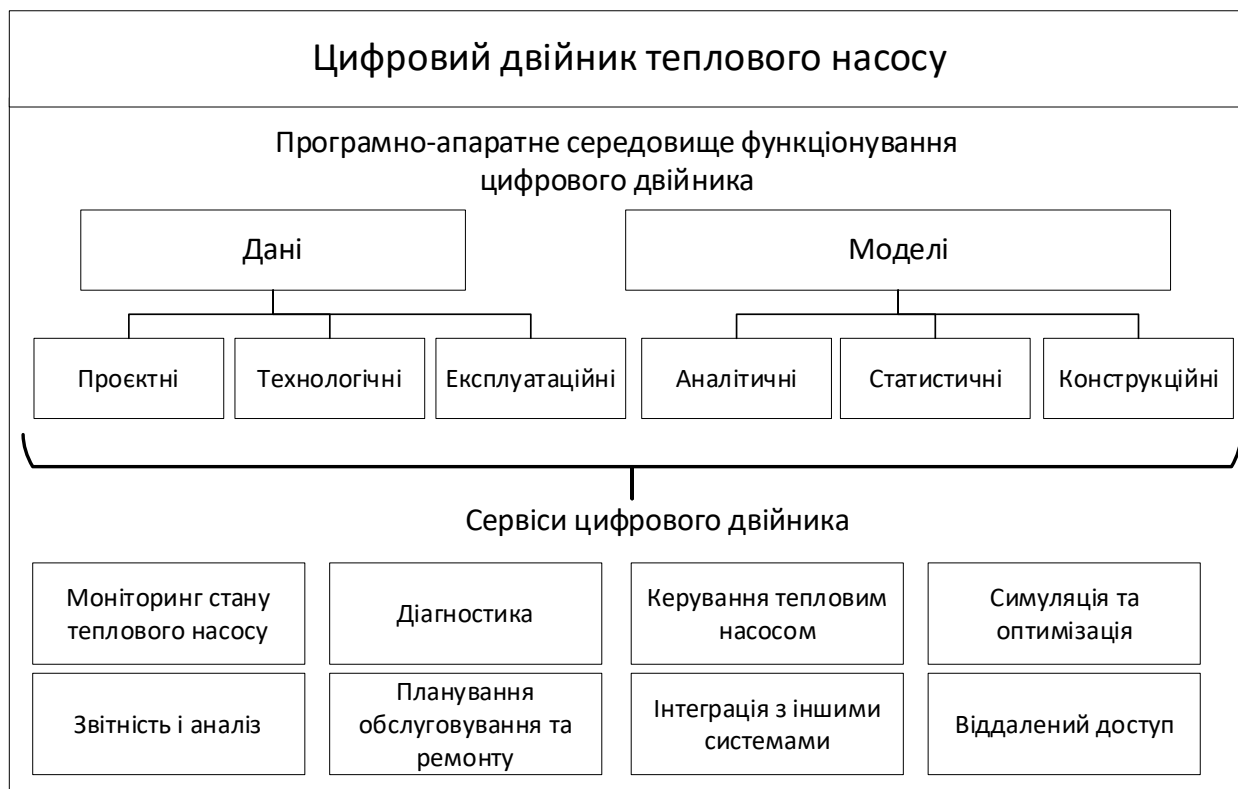 Цифровий двійник теплового насосу
Програмно-апаратне середовище функціонування
цифрового двійника
Дані
Моделі
Проєктні
Технологічні
Експлуатаційні
Аналітичні
Статистичні
Конструкційні
Сервіси цифрового двійника
Моніторинг стану
теплового насосу
Діагностика
Керування тепловим
насосом
Симуляція та
оптимізація
Звітність і аналіз
Планування
обслуговування та
ремонту
Інтеграція з іншими
системами
Віддалений доступ